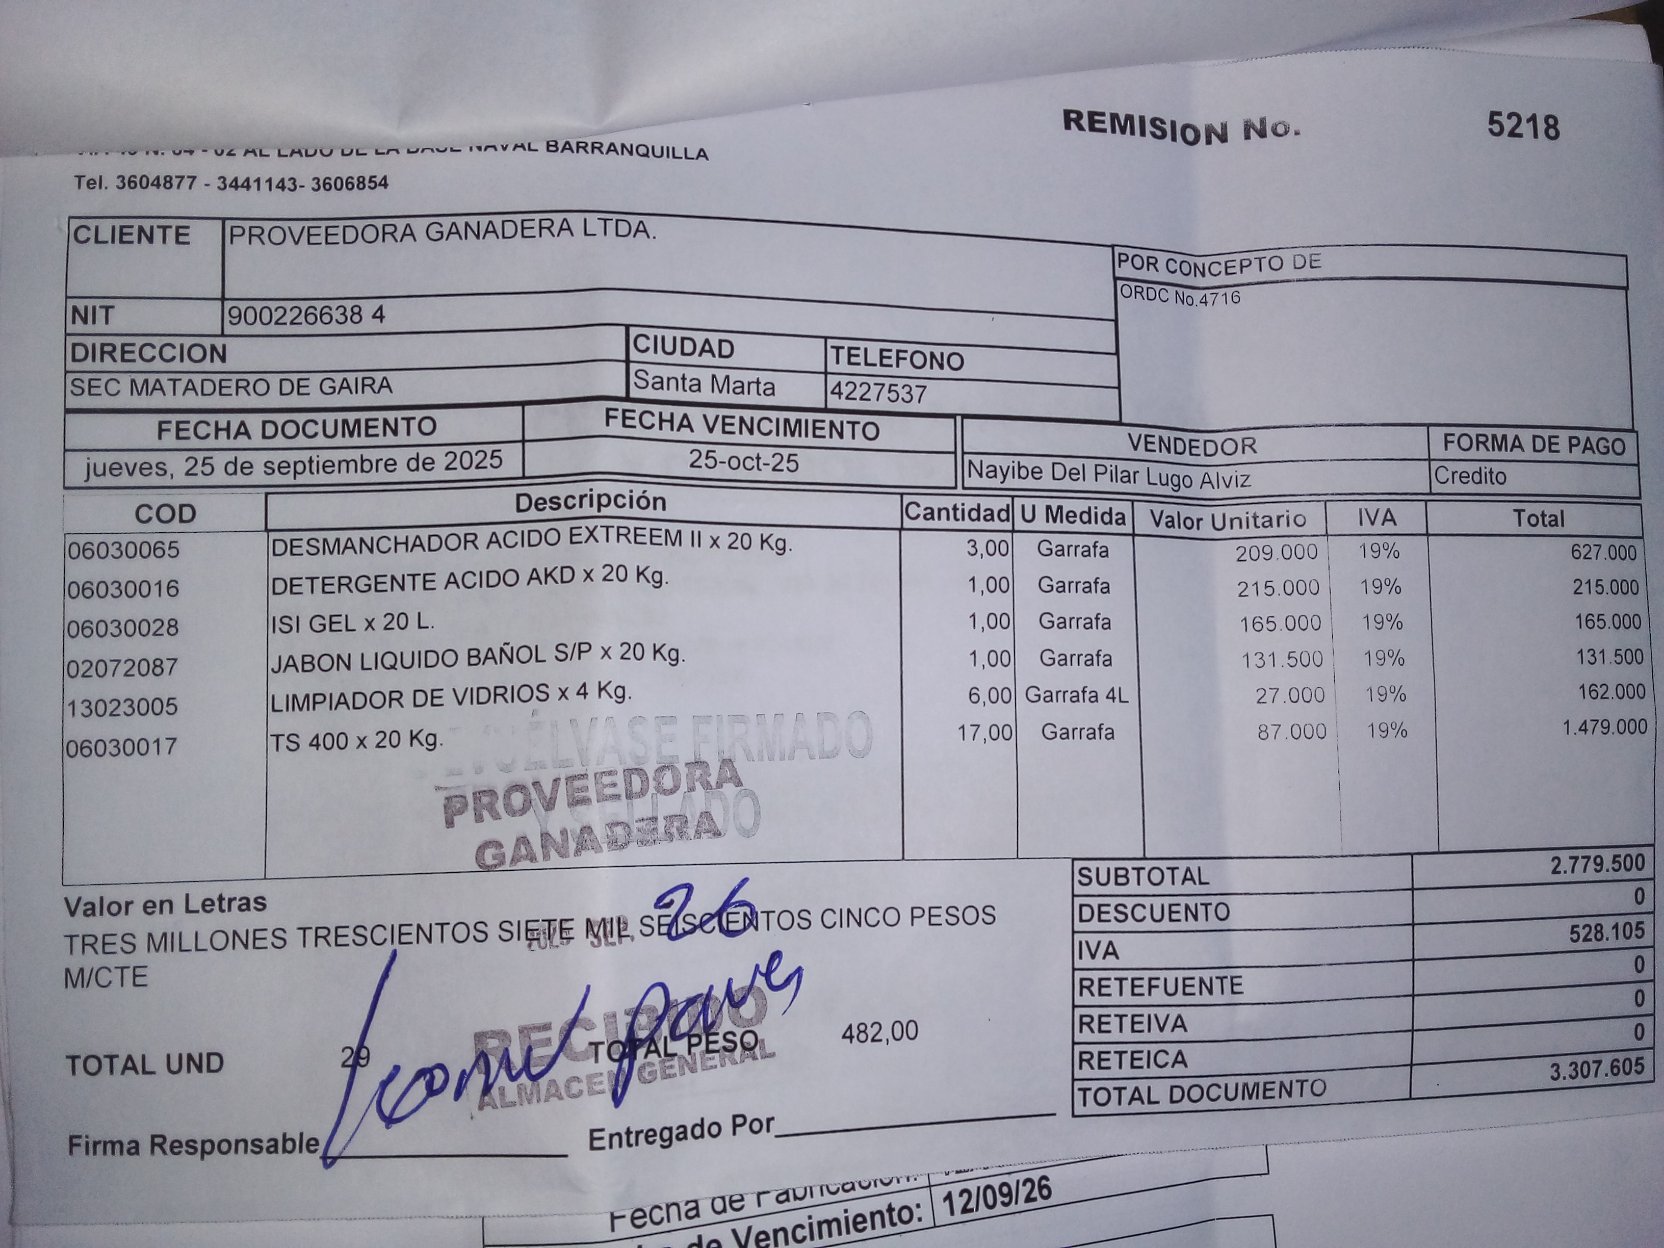 02 AL LADO DE LA BASE NAVAL BARRANQUILLA
Tel. 3604877 - 3441143- 3606854
REMISION No. 5218
CLIENTE PROVEEDORA GANADERA LTDA.
NIT 900226638 4
POR CONCEPTO DE
ORDC No.4716
DIRECCION CIUDAD TELEFONO
SEC MATADERO DE GAIRA Santa Marta 4227537
FECHA DOCUMENTO FECHA VENCIMIENTO VENDEDOR FORMA DE PAGO
jueves, 25 de septiembre de 2025 25-oct-25 Nayibe Del Pilar Lugo Alviz Credito
COD Descripción Cantidad U Medida Valor Unitario IVA Total
06030065 DESMANCHADOR ACIDO EXTREEM II x 20 Kg. 3,00 Garrafa 209.000 19% 627.000
06030016 DETERGENTE ACIDO AKD x 20 Kg. 1,00 Garrafa 215.000 19% 215.000
06030028 ISI GEL x 20 L. 1,00 Garrafa 165.000 19% 165.000
02072087 JABON LIQUIDO BAÑOL S/P x 20 Kg. 1,00 Garrafa 131.500 19% 131.500
13023005 LIMPIADOR DE VIDRIOS x 4 Kg. 6,00 Garrafa 4L 27.000 19% 162.000
06030017 TS 400 x 20 Kg. 17,00 Garrafa 87.000 19% 1.479.000
DEVUÉLVASE FIRMADO
Y SELLADO
PROVEEDORA
GANADERA
2025 SEP. 26
RECIBIDO
ALMACEN GENERAL
Valor en Letras
TRES MILLONES TRESCIENTOS SIETE MIL SEISCIENTOS CINCO PESOS
M/CTE
TOTAL UND 29 TOTAL PESO 482,00
Firma Responsable Entregado Por
SUBTOTAL 2.779.500
DESCUENTO 0
IVA 528.105
RETEFUENTE 0
RETEIVA 0
RETEICA 0
TOTAL DOCUMENTO 3.307.605
Fecha de Fabricación:
de Vencimiento: 12/09/26